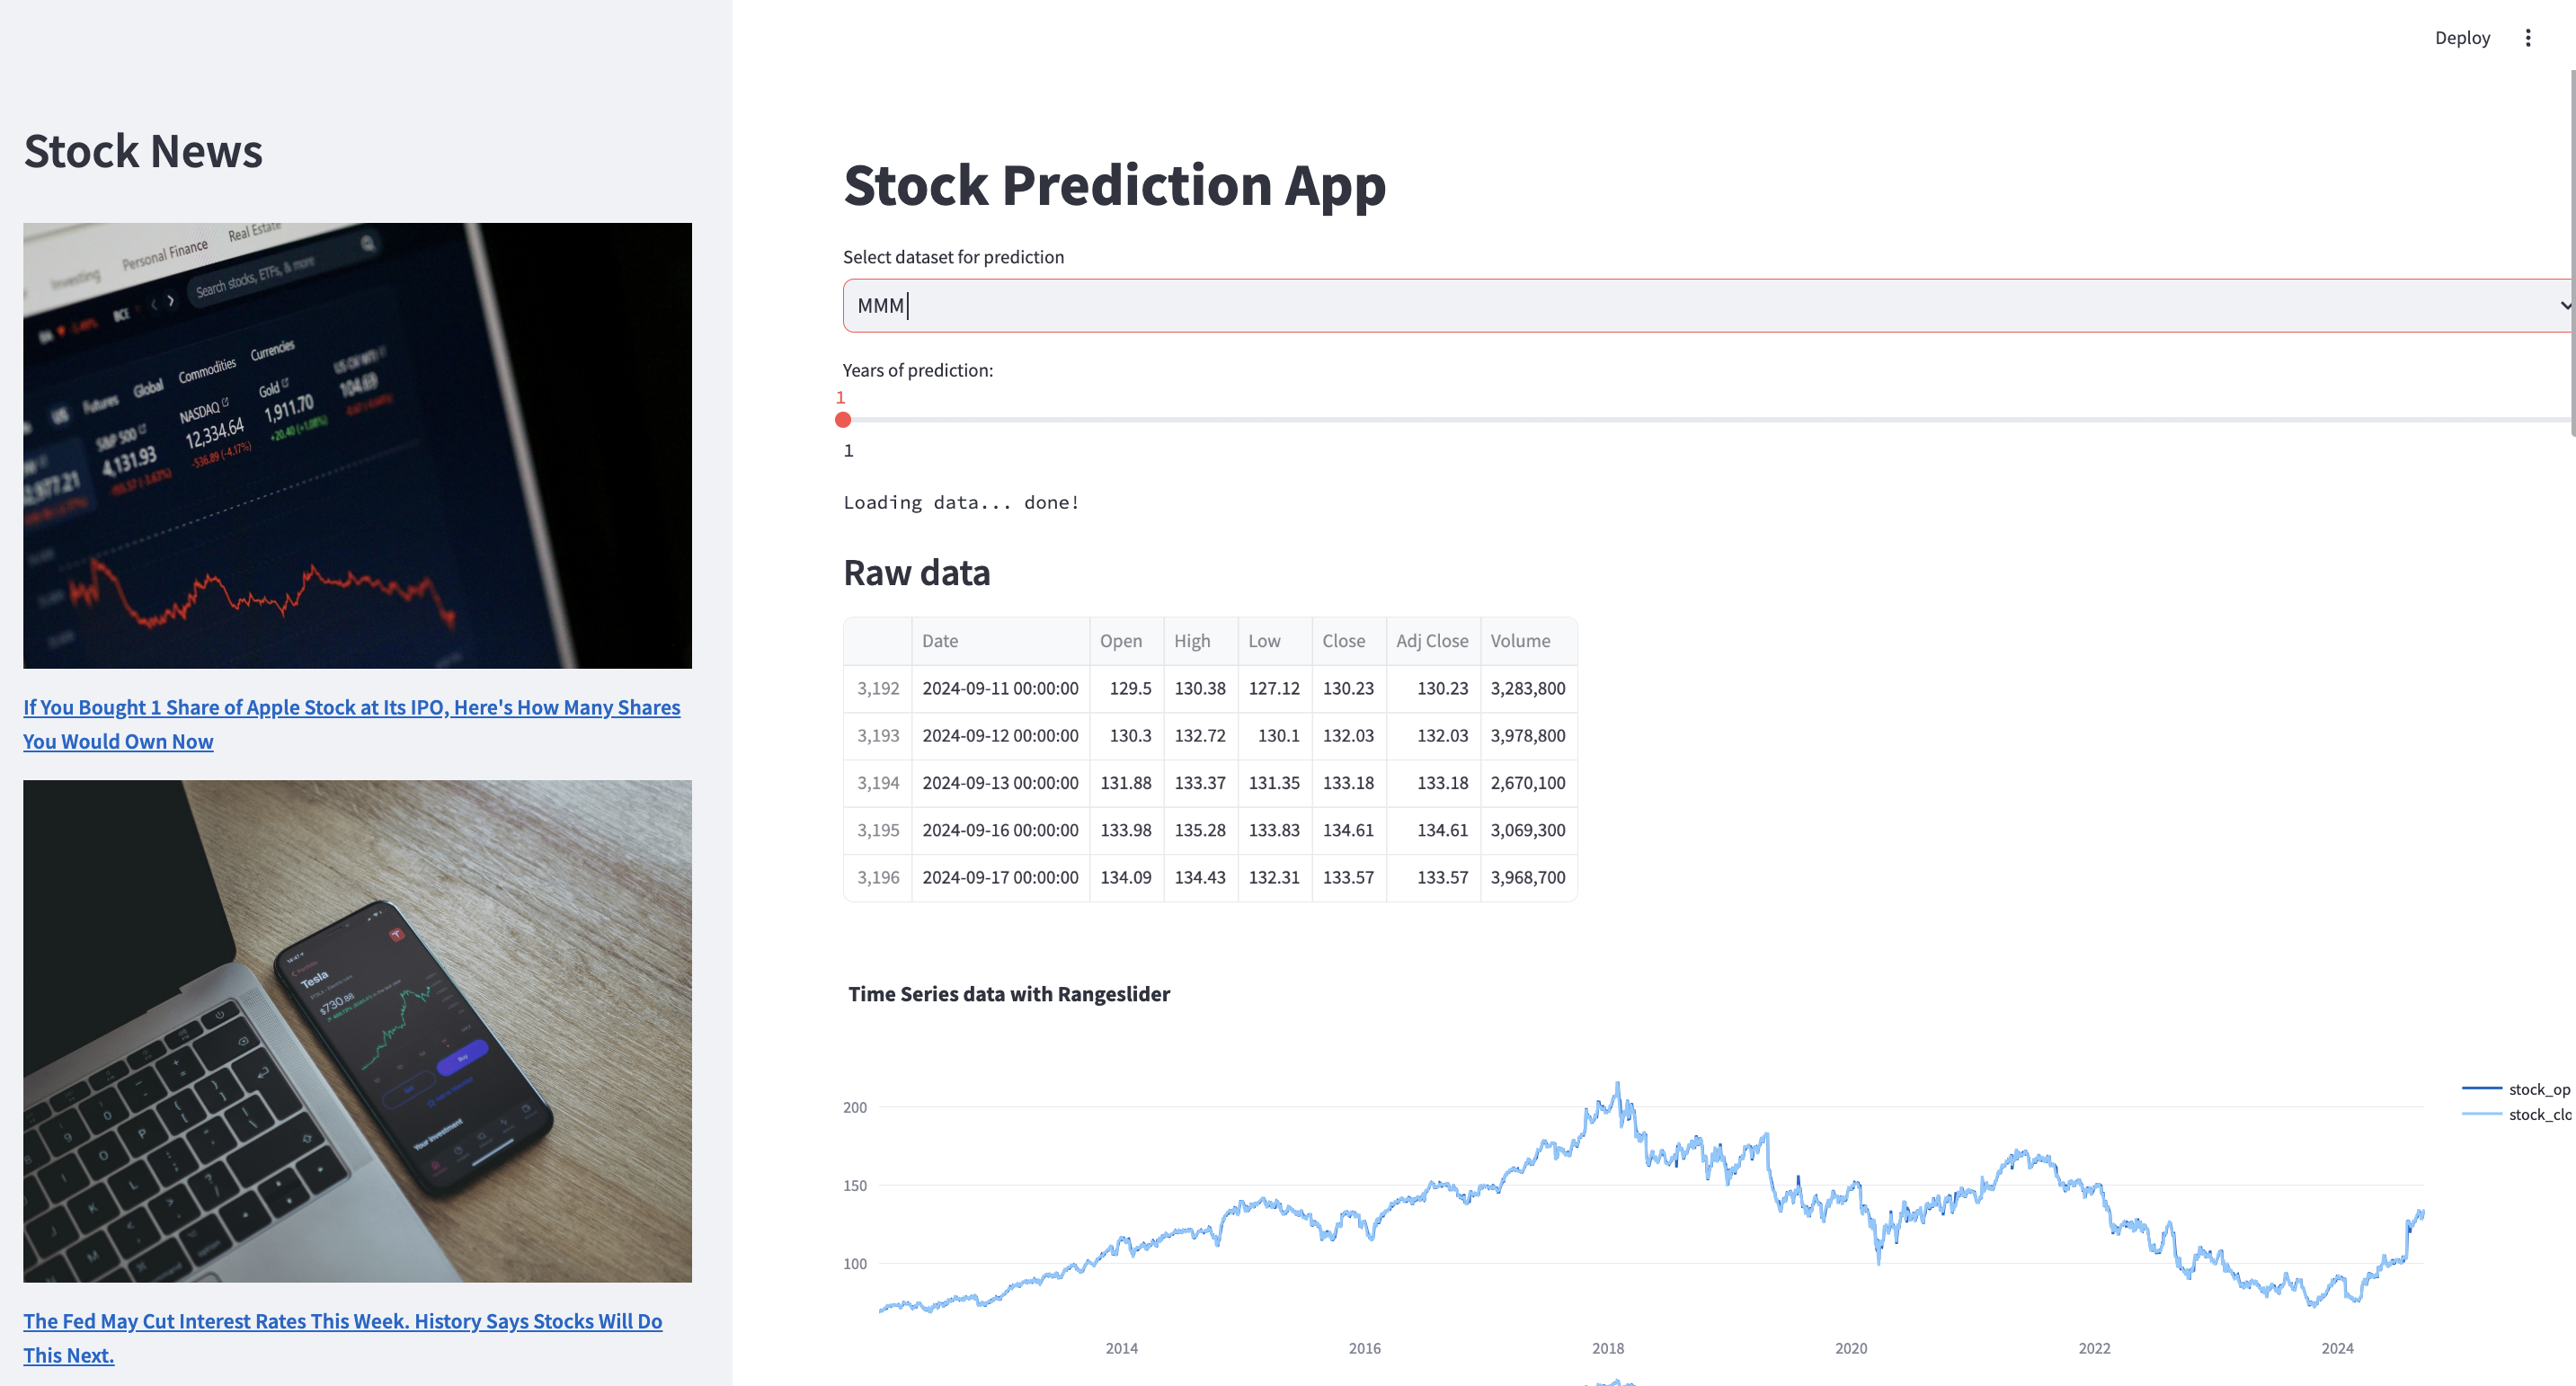 Deploy
Stock News
Investing
Personal Finance
Real Estate
Search stocks, ETFs, & more
BCE
US
Futures
Global
Commodities
Currencies
S&P 500
4,131.93
NASDAQ
12,334.64
-536.89 (-4.17%)
Gold
1,911.70
+20.40 (+1.08%)
104.69
If You Bought 1 Share of Apple Stock at Its IPO, Here's How Many Shares
You Would Own Now
Tesla
$730.88
Buy
Your investment
option
command
The Fed May Cut Interest Rates This Week. History Says Stocks Will Do
This Next.
Stock Prediction App
Select dataset for prediction
MMM
Years of prediction:
1
1
Loading data... done!
Raw data
Date Open High Low Close Adj Close Volume
3,192 2024-09-11 00:00:00 129.5 130.38 127.12 130.23 130.23 3,283,800
3,193 2024-09-12 00:00:00 130.3 132.72 130.1 132.03 132.03 3,978,800
3,194 2024-09-13 00:00:00 131.88 133.37 131.35 133.18 133.18 2,670,100
3,195 2024-09-16 00:00:00 133.98 135.28 133.83 134.61 134.61 3,069,300
3,196 2024-09-17 00:00:00 134.09 134.43 132.31 133.57 133.57 3,968,700
Time Series data with Rangeslider
stock_op
stock_clo
200
150
100
2014 2016 2018 2020 2022 2024